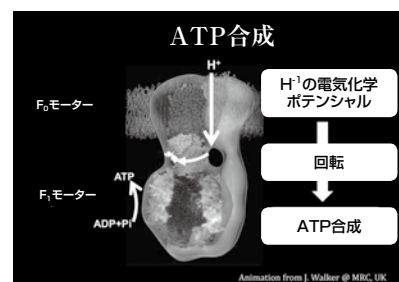 ATP合成
H+
H-1の電気化学
ポテンシャル
F0モーター
回転
ATP
F1モーター
ADP+Pi
ATP合成
Animation from J. Walker @ MRC, UK